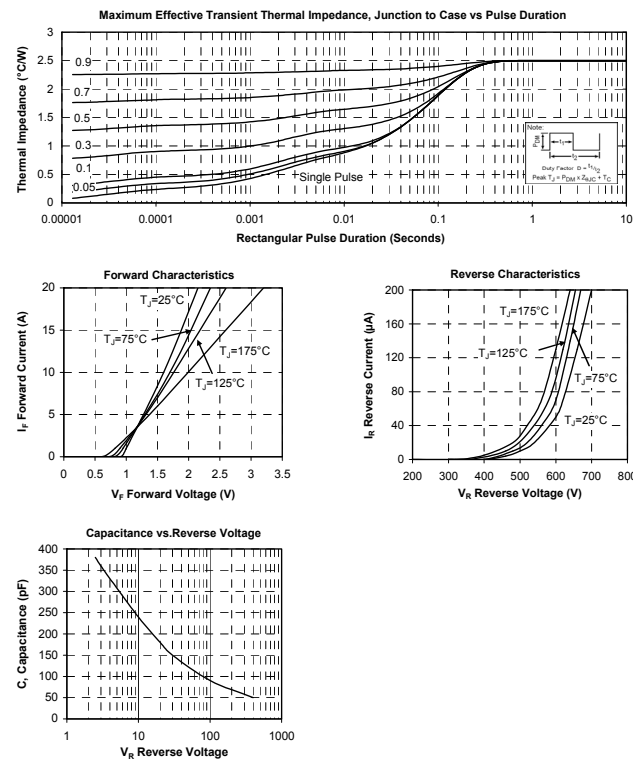 Maximum Effective Transient Thermal Impedance, Junction to Case vs Pulse Duration
Thermal Impedance (°C/W)
3
2.5
2
1.5
1
0.5
0
0.9
0.7
0.5
0.3
0.1
0.05
Single Pulse
Note:
PDM
t1
t2
Duty Factor D = t1/t2
Peak TJ = PDM x ZθJC + TC
0.00001 0.0001 0.001 0.01 0.1 1 10
Rectangular Pulse Duration (Seconds)
Forward Characteristics
IF Forward Current (A)
20
15
10
5
0
TJ=25°C
TJ=75°C
TJ=175°C
TJ=125°C
0 0.5 1 1.5 2 2.5 3 3.5
VF Forward Voltage (V)
Reverse Characteristics
IR Reverse Current (µA)
200
160
120
80
40
0
TJ=175°C
TJ=125°C
TJ=75°C
TJ=25°C
200 300 400 500 600 700 800
VR Reverse Voltage (V)
Capacitance vs.Reverse Voltage
C, Capacitance (pF)
400
350
300
250
200
150
100
50
0
1 10 100 1000
VR Reverse Voltage